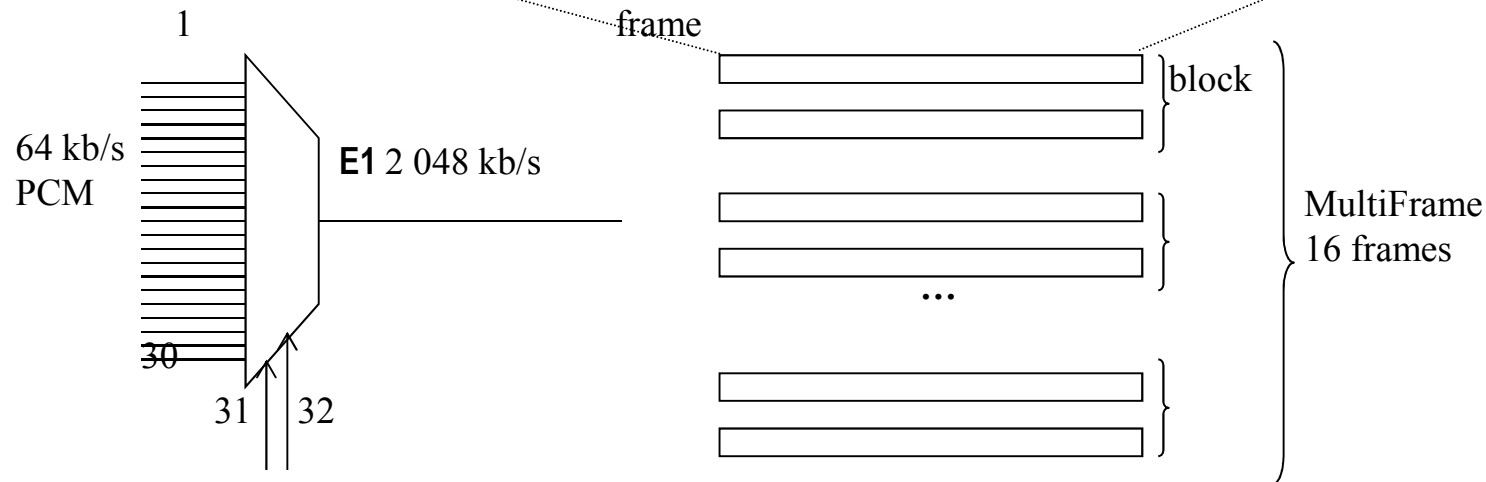 1
frame
block
64 kb/s
PCM
E1 2 048 kb/s
MultiFrame
16 frames
...
30
31
32